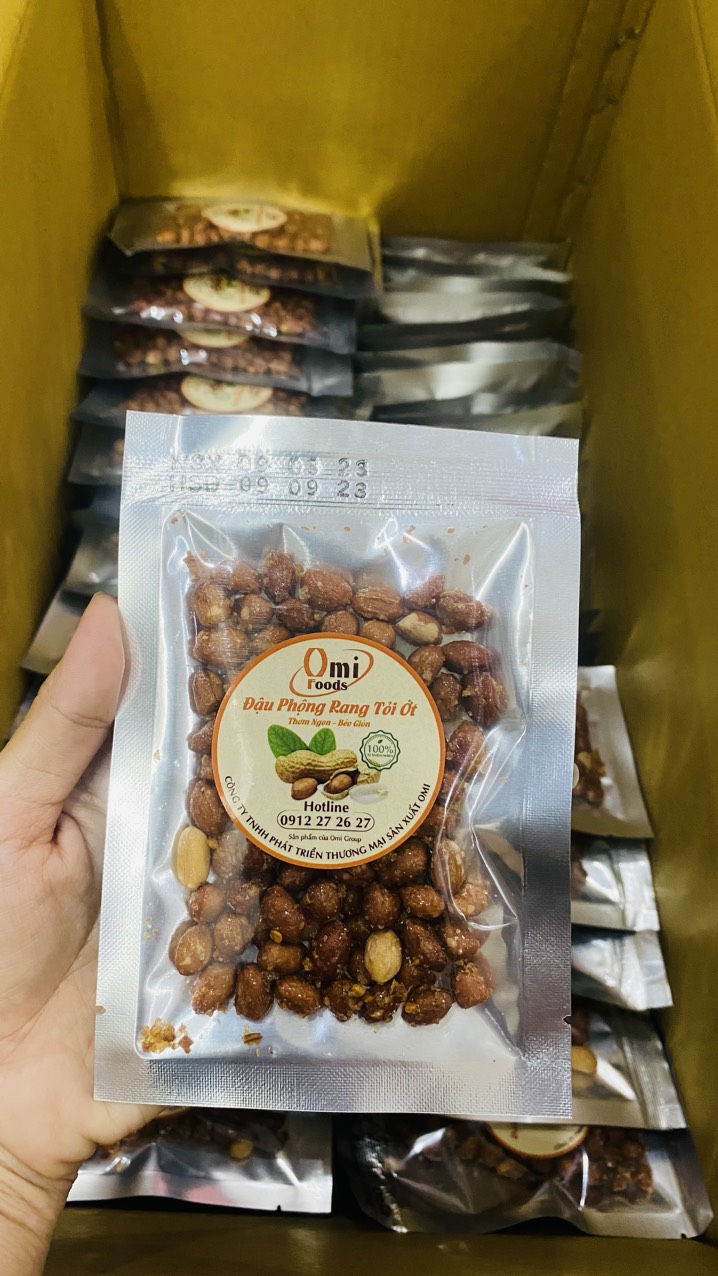 NSX 09 03 23
HSD 09 09 23
Omi
Foods
Đậu Phộng Rang Tỏi Ớt
Thơm Ngon - Béo Giòn
100%
Hotline
0912 27 26 27
Sản phẩm của Omi Group
CÔNG TY TNHH PHÁT TRIỂN THƯƠNG MẠI SẢN XUẤT OMI